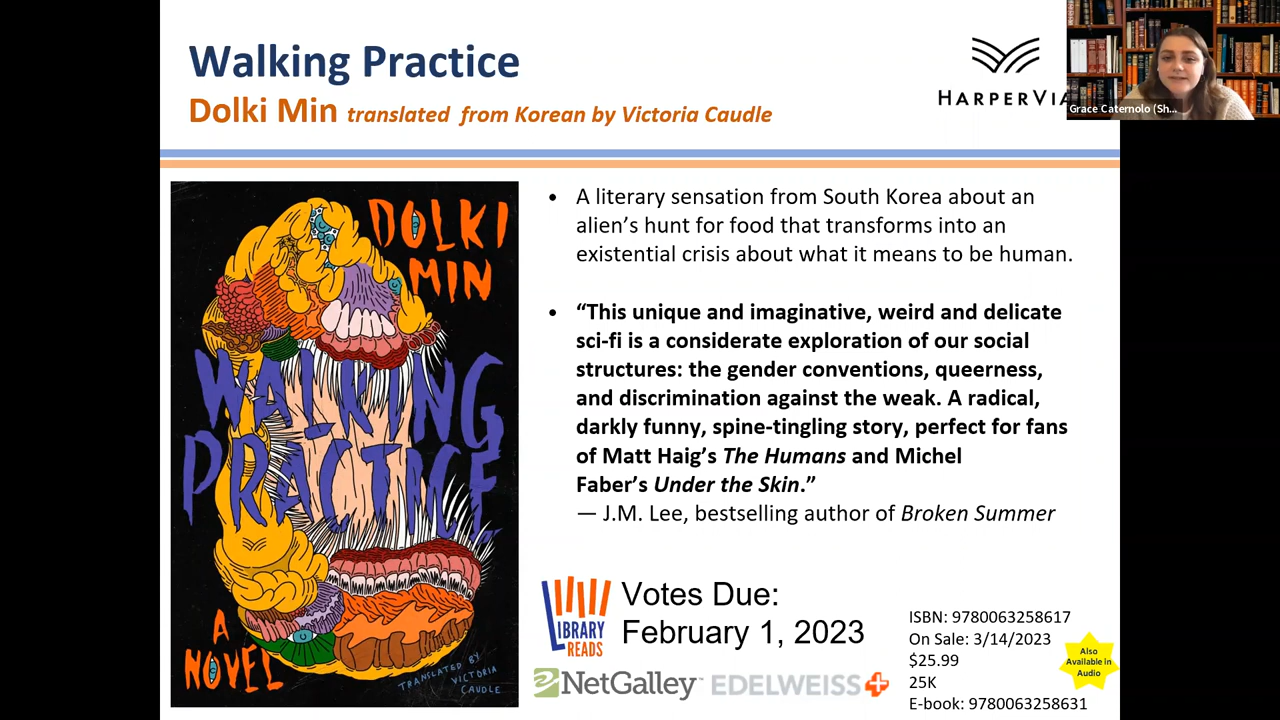 Walking Practice
Dolki Min translated from Korean by Victoria Caudle
HARPERVIA
Grace Caternolo (Sh...
DOLKI
MIN
WALKING
PRACTICE
A
NOVEL
TRANSLATED BY
VICTORIA
CAUDLE
• A literary sensation from South Korea about an
alien’s hunt for food that transforms into an
existential crisis about what it means to be human.
• “This unique and imaginative, weird and delicate
sci-fi is a considerate exploration of our social
structures: the gender conventions, queerness,
and discrimination against the weak. A radical,
darkly funny, spine-tingling story, perfect for fans
of Matt Haig’s The Humans and Michel
Faber’s Under the Skin.”
— J.M. Lee, bestselling author of Broken Summer
LIBRARY
READS
Votes Due:
February 1, 2023
NetGalley
EDELWEISS+
ISBN: 9780063258617
On Sale: 3/14/2023
$25.99
25K
E-book: 9780063258631
Also
Available in
Audio